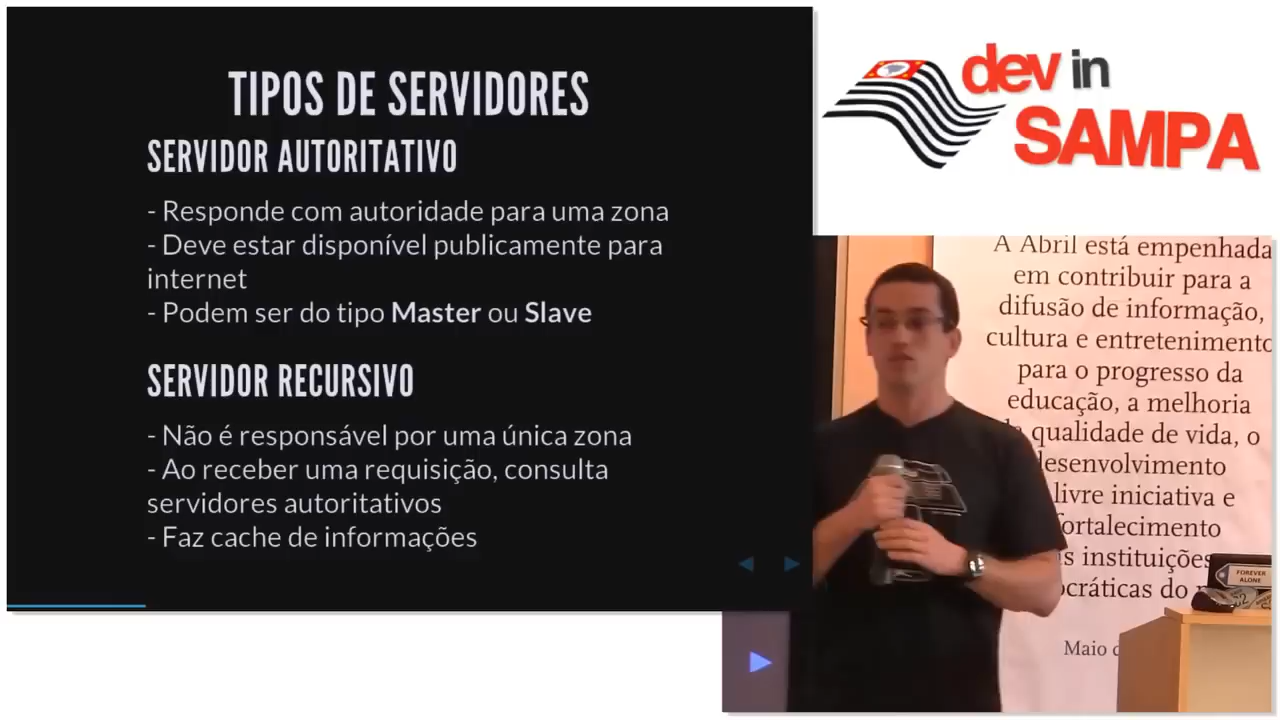 TIPOS DE SERVIDORES
SERVIDOR AUTORITATIVO
- Responde com autoridade para uma zona
- Deve estar disponível publicamente para
internet
- Podem ser do tipo Master ou Slave
SERVIDOR RECURSIVO
- Não é responsável por uma única zona
- Ao receber uma requisição, consulta
servidores autoritativos
- Faz cache de informações
dev in
SAMPA
A Abril está empenhada
em contribuir para a
difusão de informação,
cultura e entretenimento
para o progresso da
educação, a melhoria
qualidade de vida, o
desenvolvimento
livre iniciativa e
fortalecimento
s instituições
ocráticas do
Maio
FOREVER
ALONE